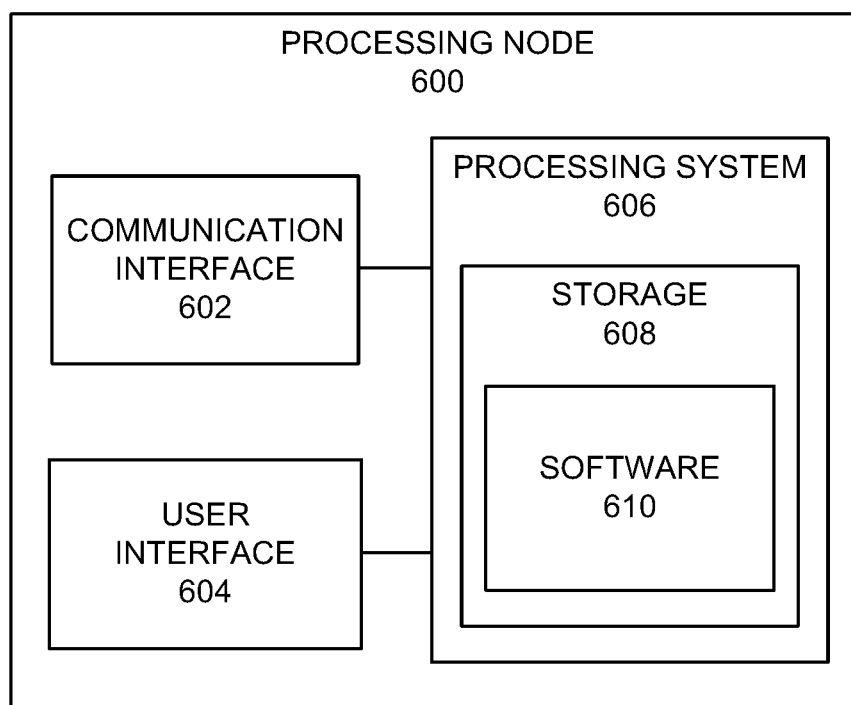 PROCESSING NODE
600
PROCESSING SYSTEM
606
COMMUNICATION
INTERFACE
602
STORAGE
608
SOFTWARE
610
USER
INTERFACE
604